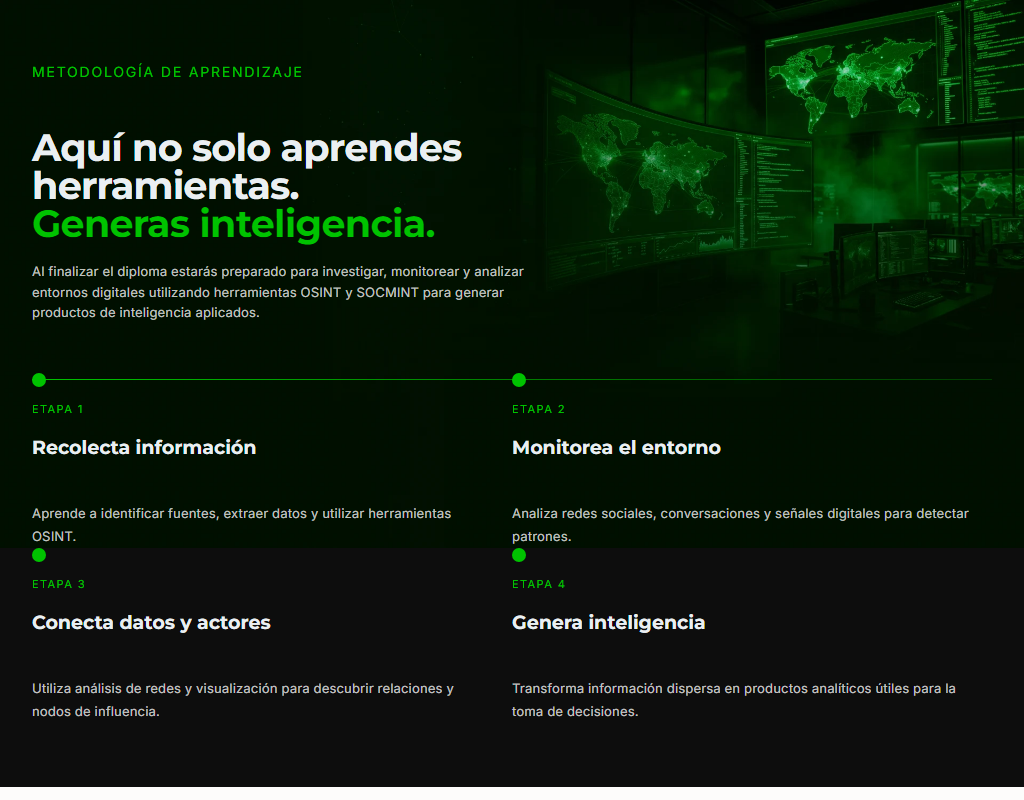 METODOLOGÍA DE APRENDIZAJE
Aquí no solo aprendes
herramientas.
Generas inteligencia.
Al finalizar el diploma estarás preparado para investigar, monitorear y analizar
entornos digitales utilizando herramientas OSINT y SOCMINT para generar
productos de inteligencia aplicados.
ETAPA 1
Recolecta información
Aprende a identificar fuentes, extraer datos y utilizar herramientas
OSINT.
ETAPA 2
Monitorea el entorno
Analiza redes sociales, conversaciones y señales digitales para detectar
patrones.
ETAPA 3
Conecta datos y actores
Utiliza análisis de redes y visualización para descubrir relaciones y
nodos de influencia.
ETAPA 4
Genera inteligencia
Transforma información dispersa en productos analíticos útiles para la
toma de decisiones.